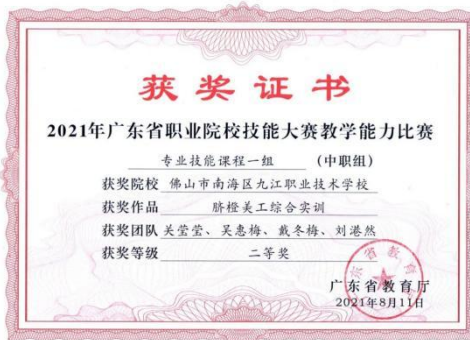 获奖证书
2021年广东省职业院校技能大赛教学能力比赛
专业技能课程一组 (中职组)
获奖院校 佛山市南海区九江职业技术学校
获奖作品 脐橙美工综合实训
获奖团队 关莹莹、吴惠梅、戴冬梅、刘港然
获奖等级 二等奖
广东省教育厅
2021年8月11日